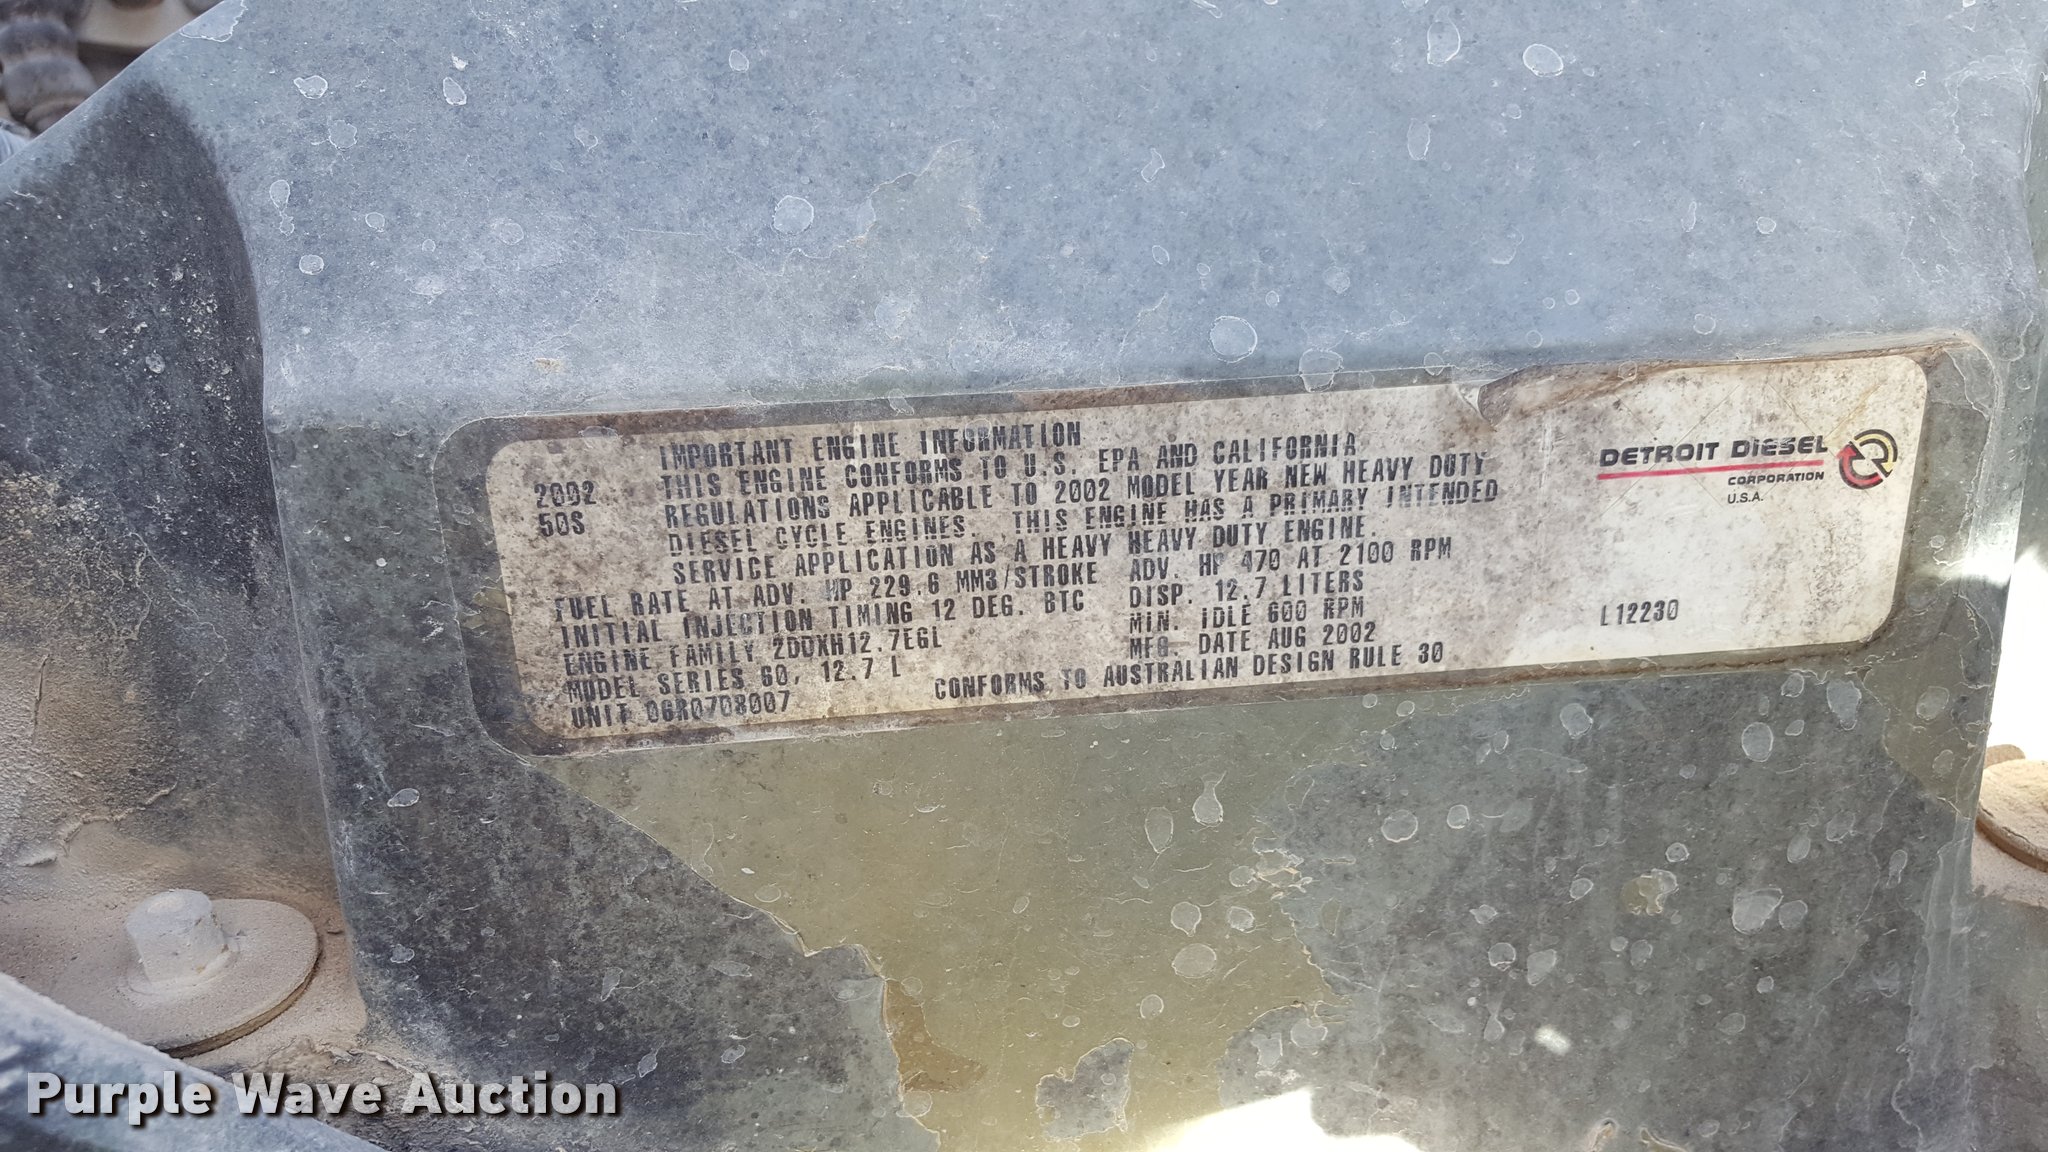 IMPORTANT ENGINE INFORMATION
2002 THIS ENGINE CONFORMS TO U.S. EPA AND CALIFORNIA
50S REGULATIONS APPLICABLE TO 2002 MODEL YEAR NEW HEAVY DUTY
DIESEL CYCLE ENGINES. THIS ENGINE HAS A PRIMARY INTENDED
SERVICE APPLICATION AS A HEAVY HEAVY DUTY ENGINE.
FUEL RATE AT ADV. HP 229.6 MM3/STROKE ADV. HP 470 AT 2100 RPM
INITIAL INJECTION TIMING 12 DEG. BTC DISP. 12.7 LITERS
ENGINE FAMILY 2DDXH12.7EGL MIN. IDLE 600 RPM
MODEL SERIES 60, 12.7 L MFG. DATE AUG 2002
UNIT 06R0708007 CONFORMS TO AUSTRALIAN DESIGN RULE 30
DETROIT DIESEL
CORPORATION
U.S.A.
L12230
Purple Wave Auction